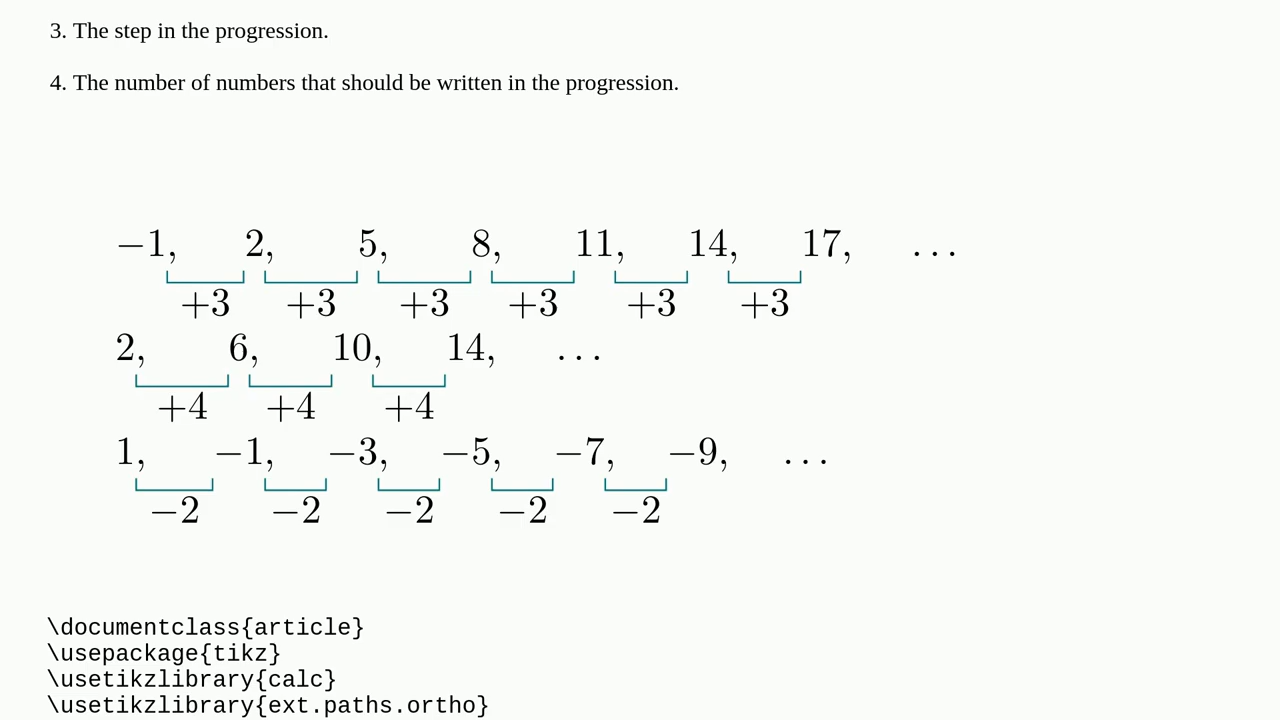 3. The step in the progression.
4. The number of numbers that should be written in the progression.
−1, 2, 5, 8, 11, 14, 17, ...
+3 +3 +3 +3 +3 +3
2, 6, 10, 14, ...
+4 +4 +4
1, −1, −3, −5, −7, −9, ...
−2 −2 −2 −2 −2
\documentclass{article}
\usepackage{tikz}
\usetikzlibrary{calc}
\usetikzlibrary{ext.paths.ortho}